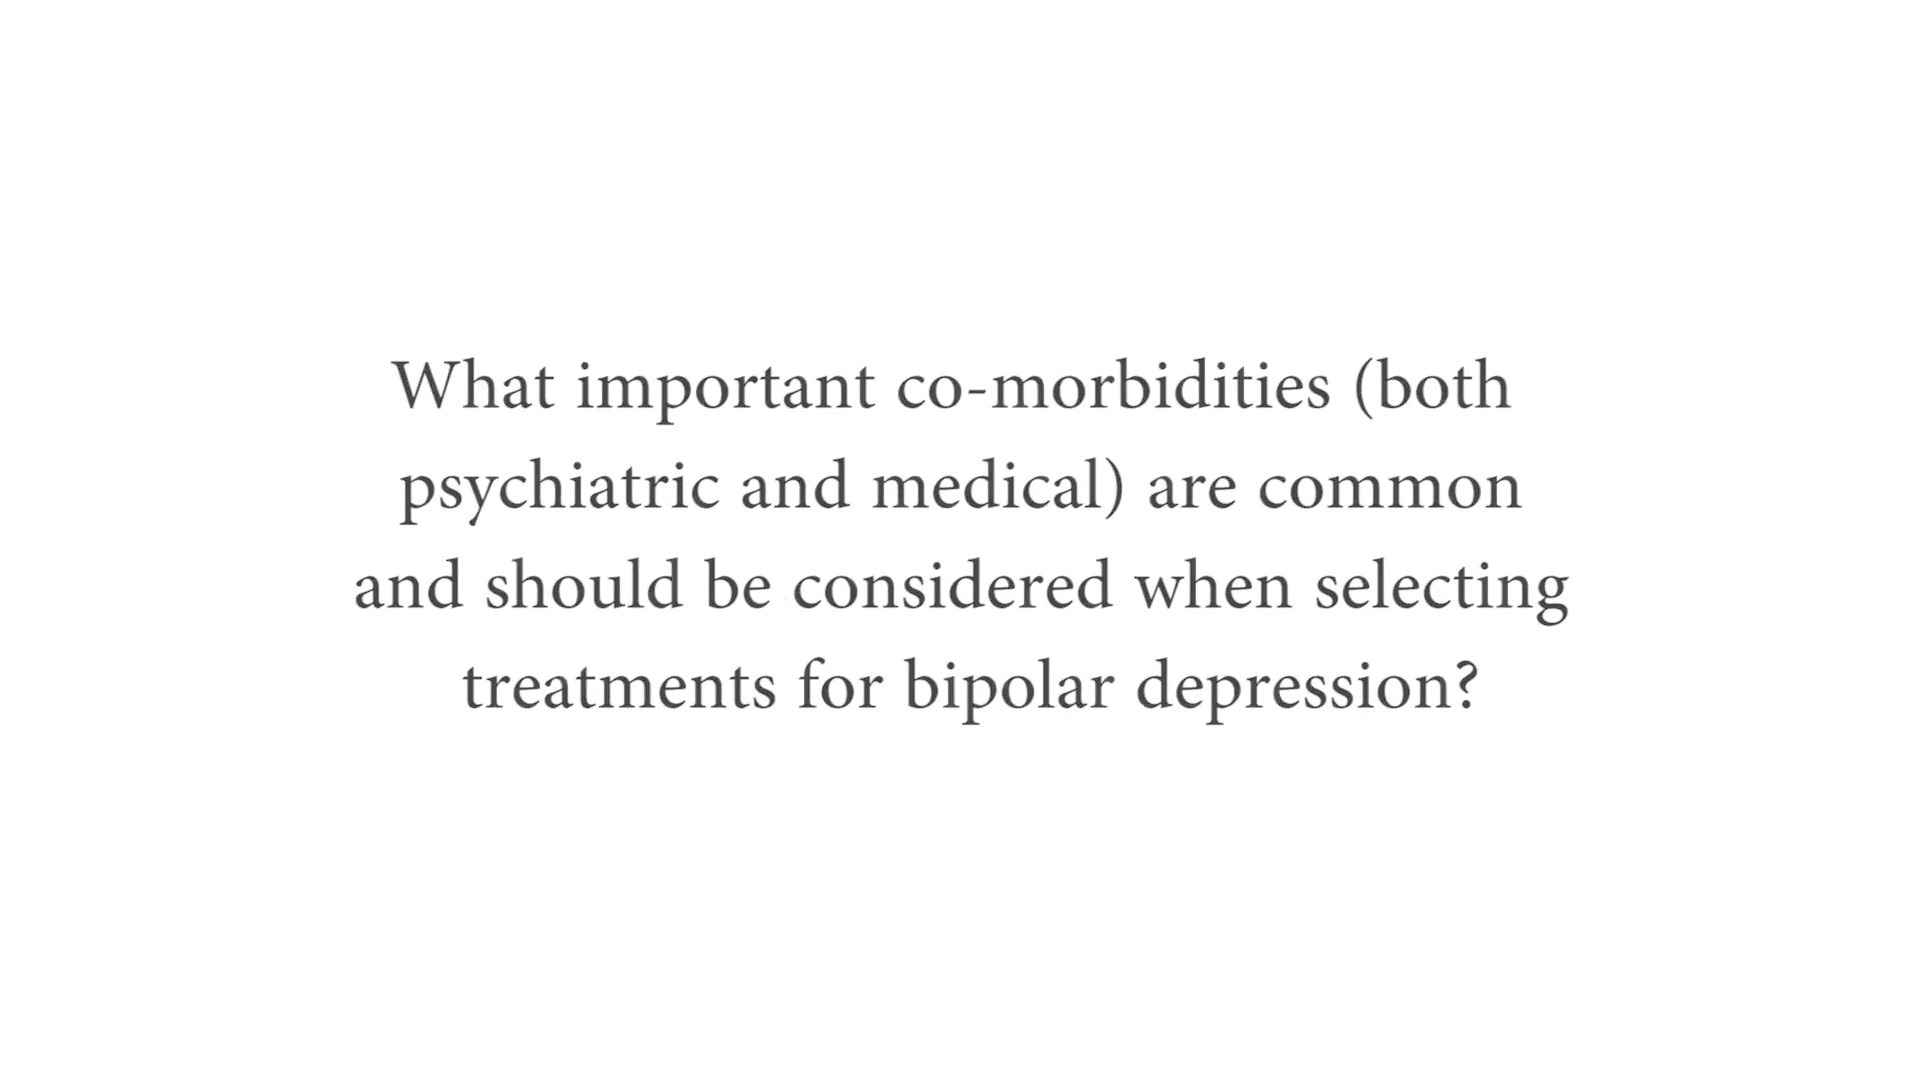 What important co-morbidities (both
psychiatric and medical) are common
and should be considered when selecting
treatments for bipolar depression?